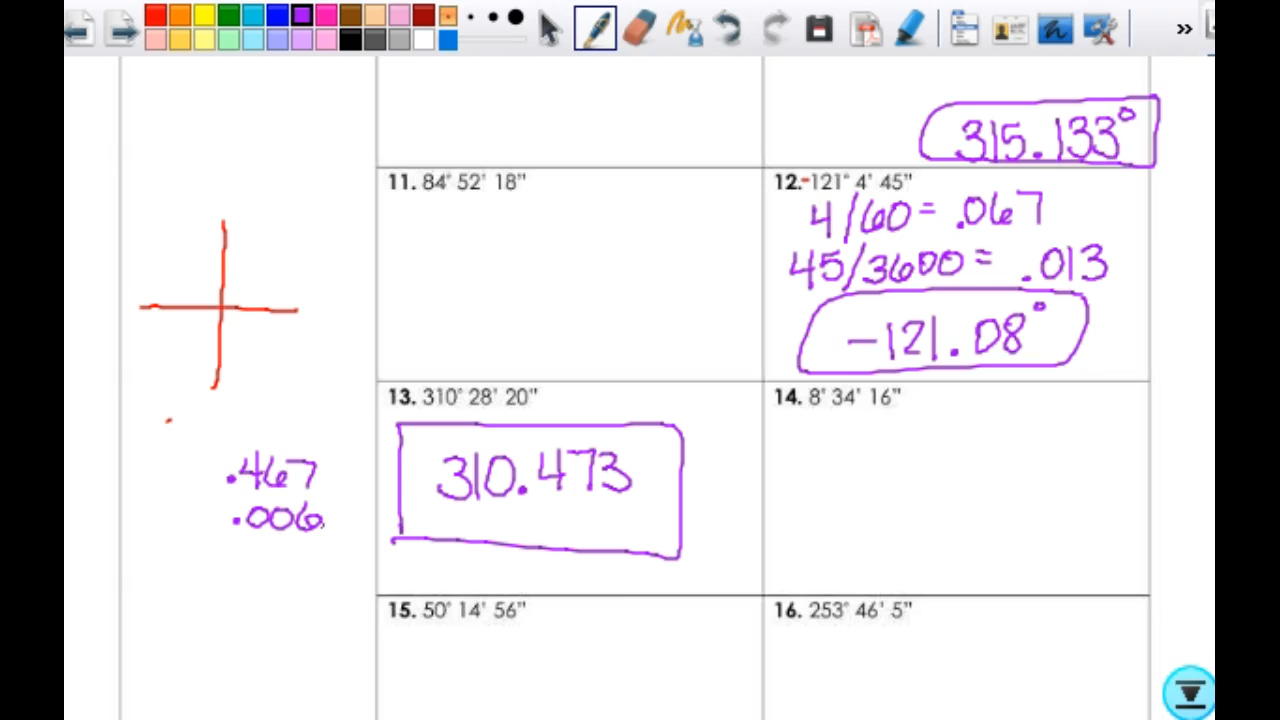 »
315.133°
11. 84° 52' 18"
12. -121° 4' 45"
4/60 = .067
45/3600 = .013
-121.08°
13. 310° 28' 20"
14. 8° 34' 16"
310.473
.467
.006
15. 50° 14' 56"
16. 253° 46' 5"